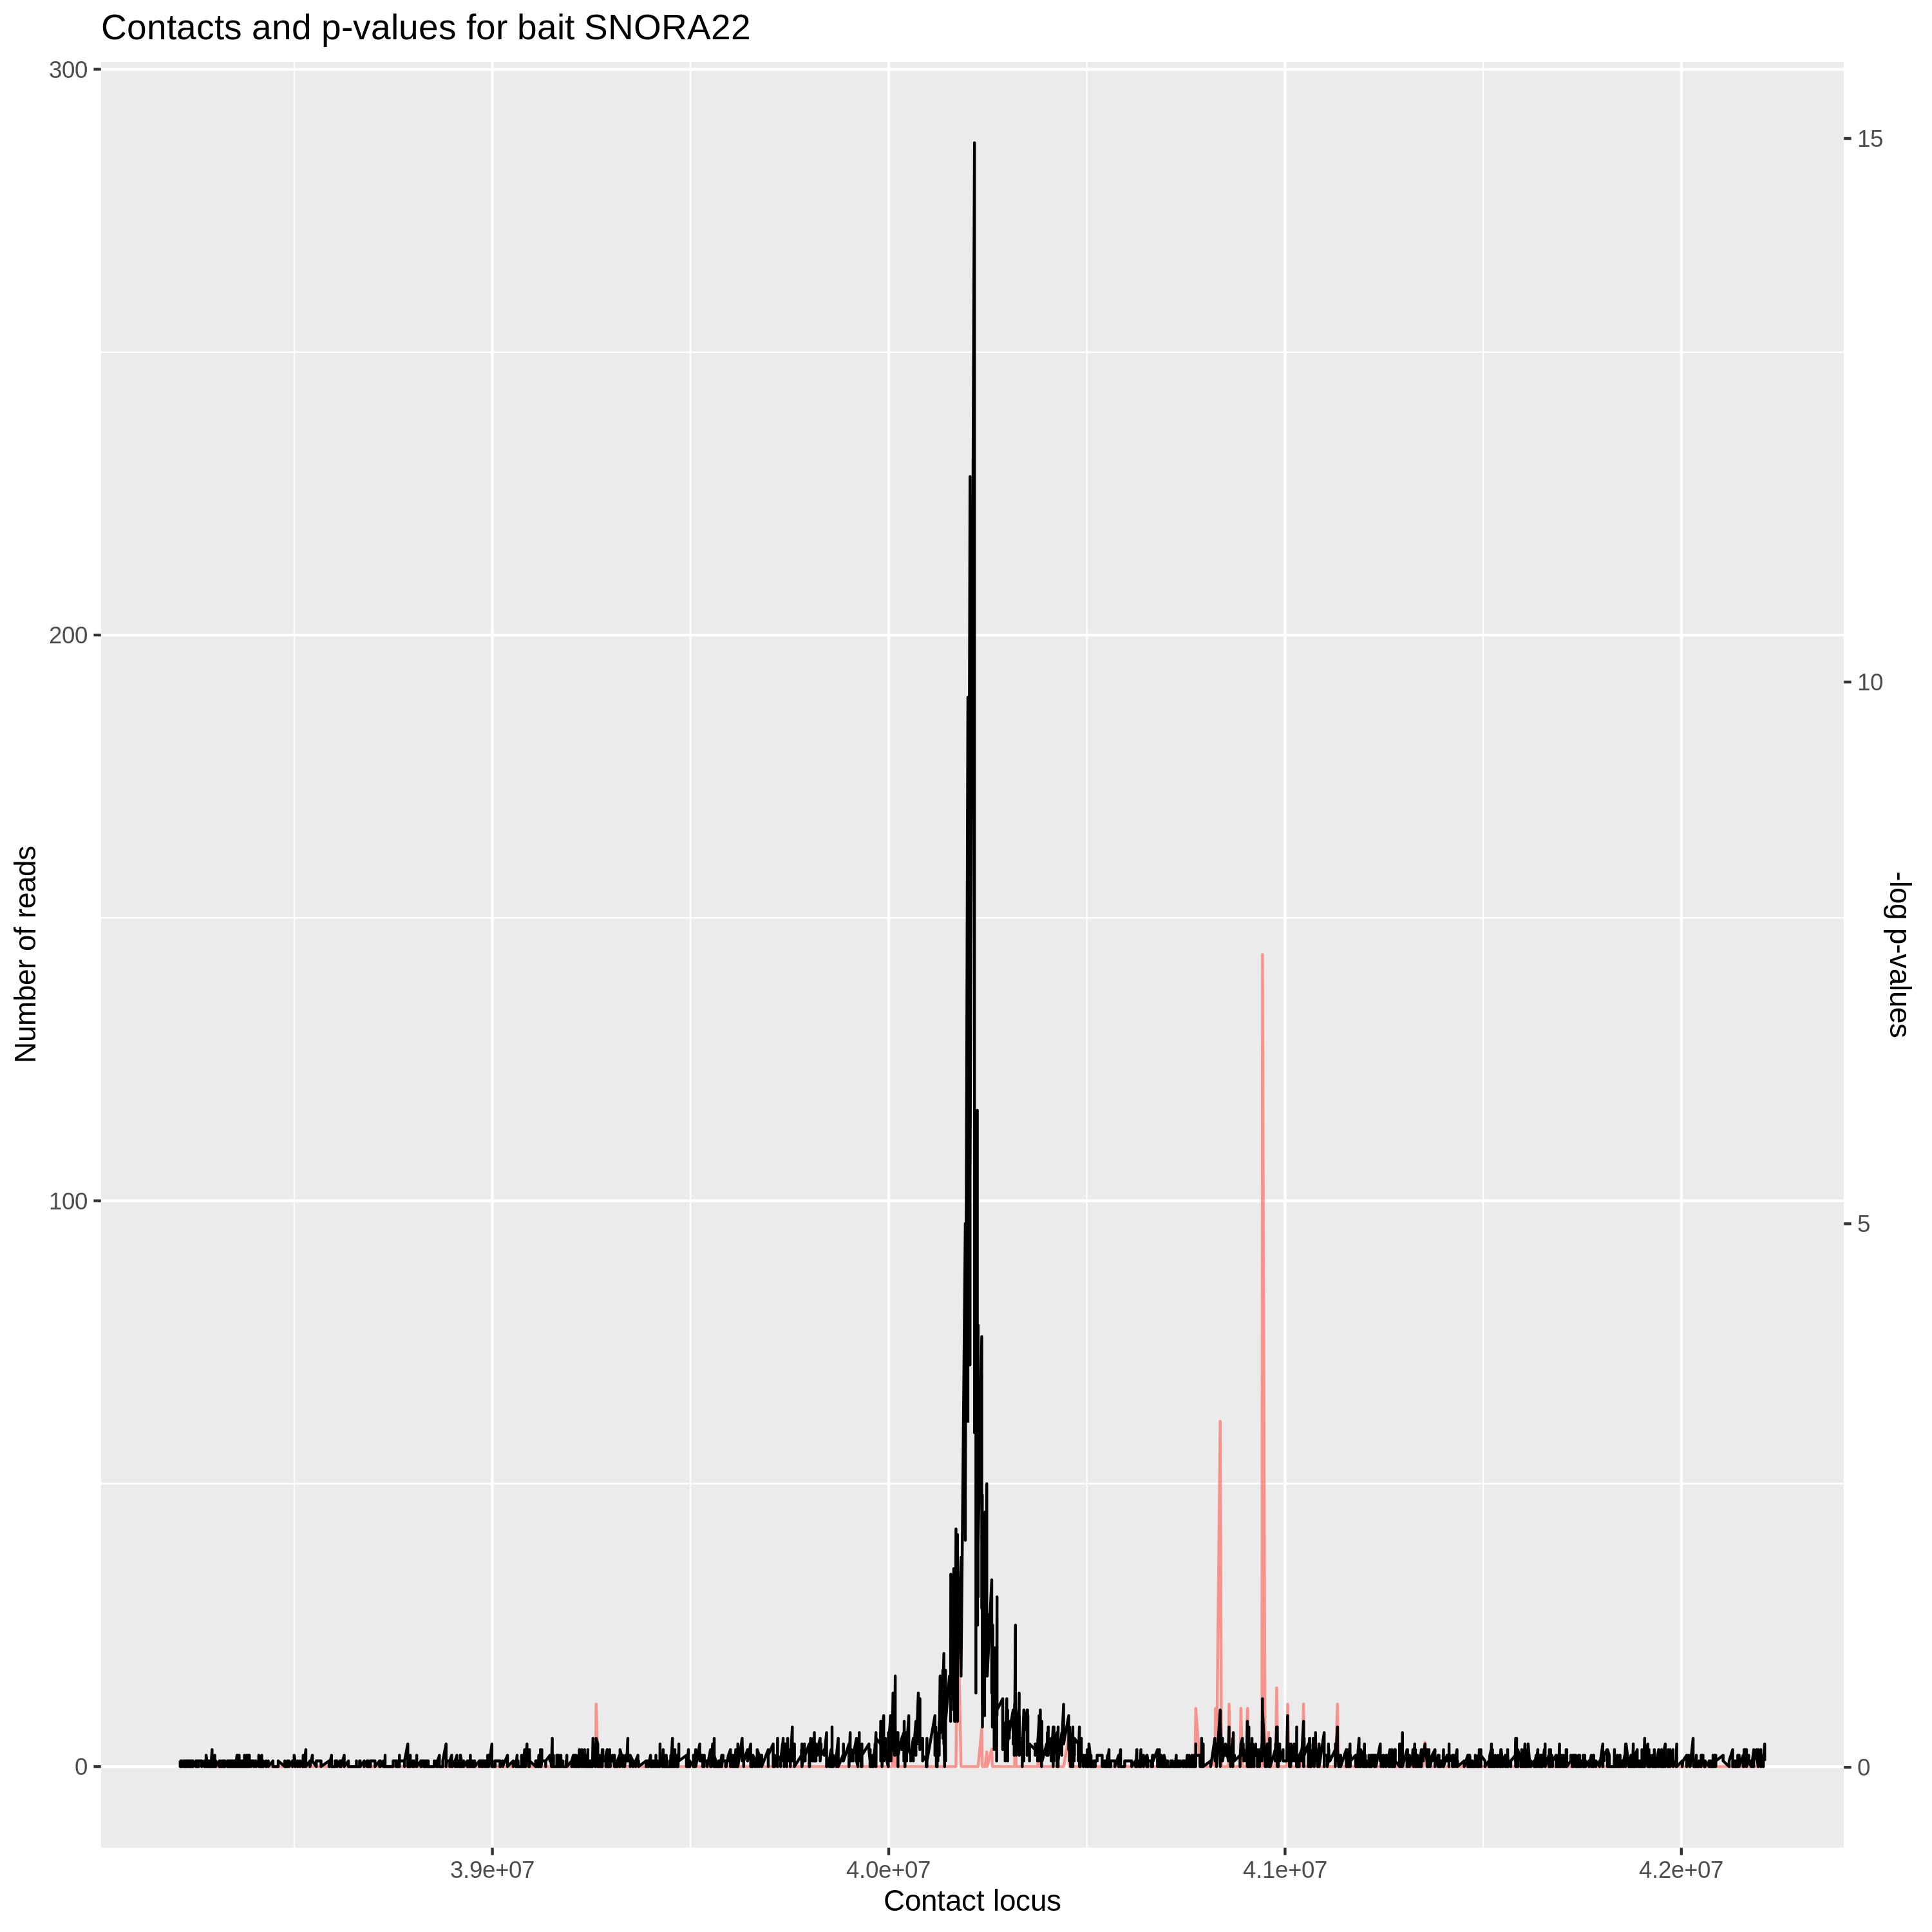 Contacts and p-values for bait SNORA22
300
200
100
0
Number of reads
15
10
5
0
-log p-values
3.9e+07
4.0e+07
4.1e+07
4.2e+07
Contact locus